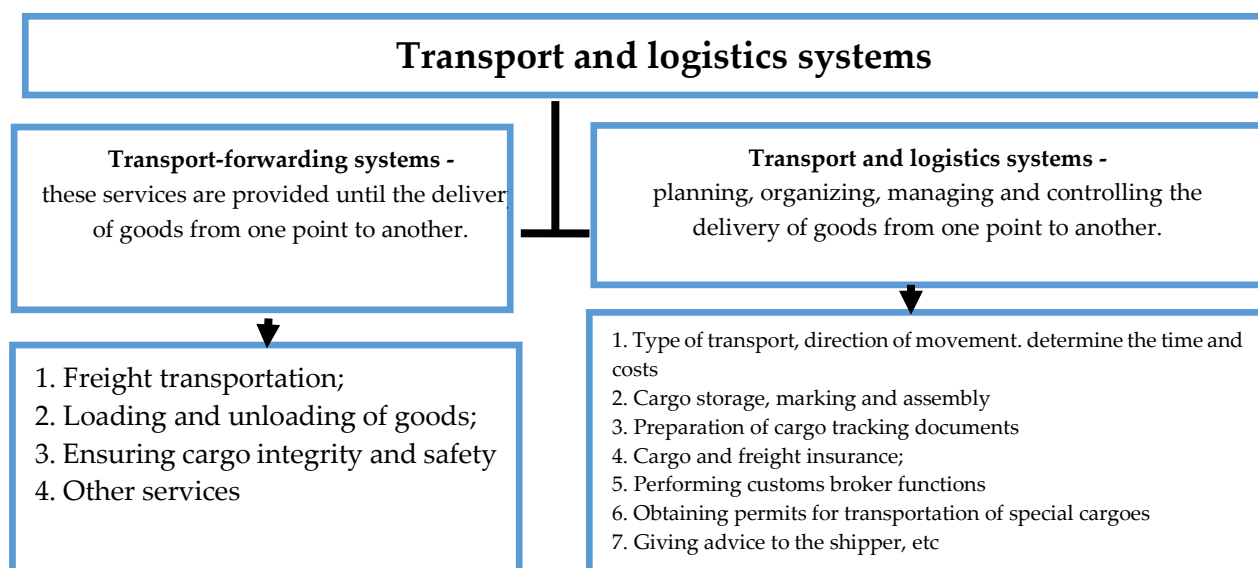 Transport and logistics systems
Transport-forwarding systems -
these services are provided until the delivery
of goods from one point to another.
Transport and logistics systems -
planning, organizing, managing and controlling the
delivery of goods from one point to another.
1. Freight transportation;
2. Loading and unloading of goods;
3. Ensuring cargo integrity and safety
4. Other services
1. Type of transport, direction of movement. determine the time and
costs
2. Cargo storage, marking and assembly
3. Preparation of cargo tracking documents
4. Cargo and freight insurance;
5. Performing customs broker functions
6. Obtaining permits for transportation of special cargoes
7. Giving advice to the shipper, etc